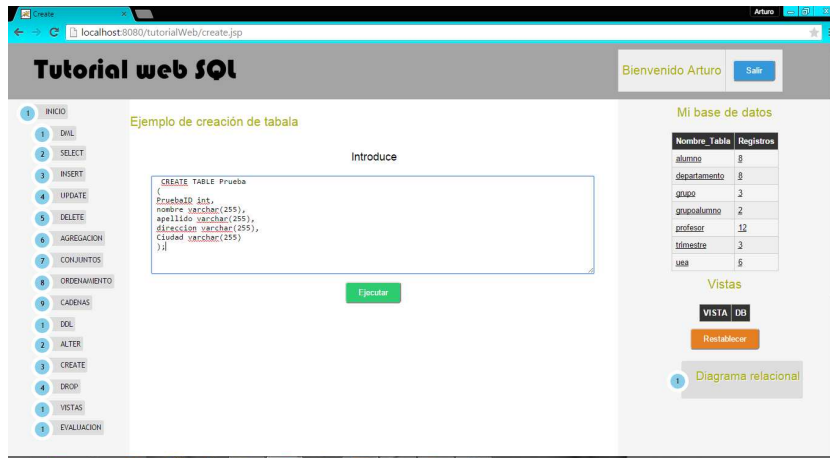 Create
Arturo
localhost:8080/tutorialWeb/create.jsp
Tutorial web SQL
Bienvenido Arturo
Salir
1 INICIO
1 DML
2 SELECT
3 INSERT
4 UPDATE
5 DELETE
6 AGREGACION
7 CONJUNTOS
8 ORDENAMIENTO
9 CADENAS
1 DDL
2 ALTER
3 CREATE
4 DROP
1 VISTAS
1 EVALUACION
Ejemplo de creación de tabala
Introduce
CREATE TABLE Prueba
(
PruebaID int,
nombre varchar(255),
apellido varchar(255),
direccion varchar(255),
Ciudad varchar(255)
);
Ejecutar
Mi base de datos
Nombre_Tabla Registros
alumno 8
departamento 8
grupo 3
grupoalumno 2
profesor 12
trimestre 3
uea 6
Vistas
VISTA DB
Restablecer
1 Diagrama relacional